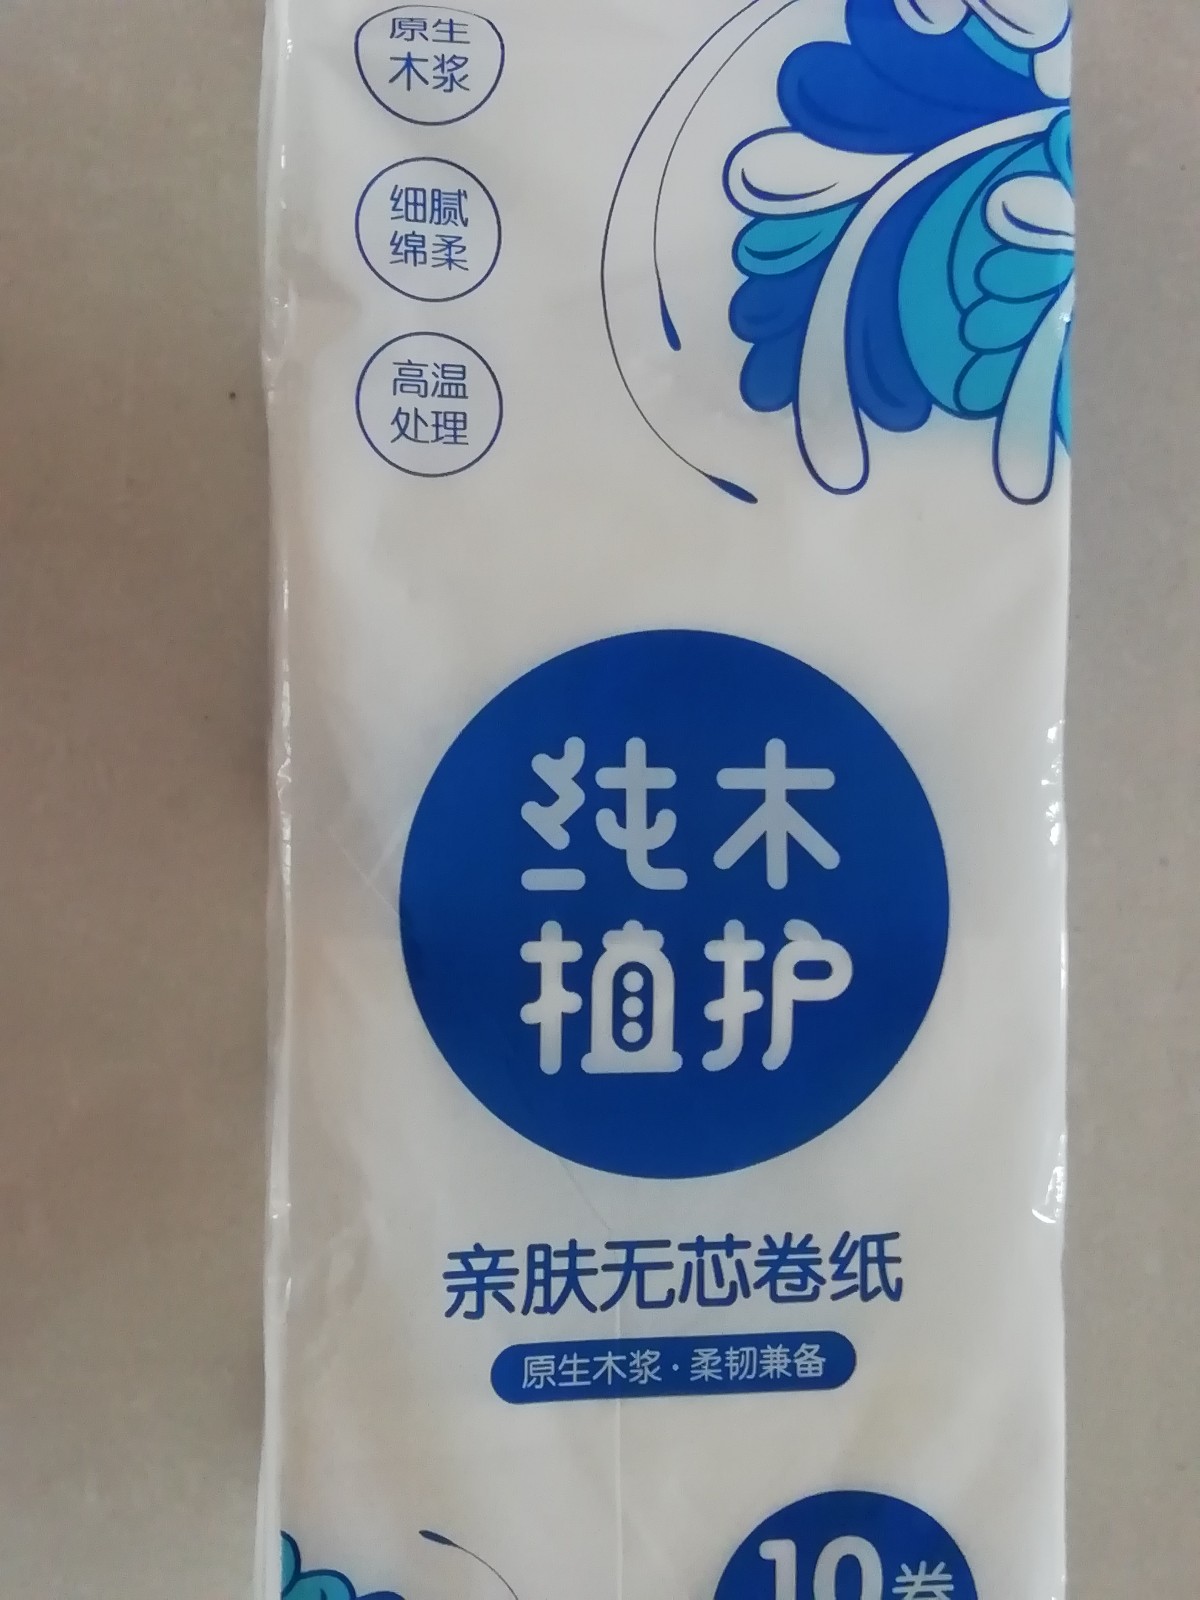 原生
木浆
细腻
绵柔
高温
处理
纯木
植护
亲肤无芯卷纸
原生木浆·柔韧兼备
10卷